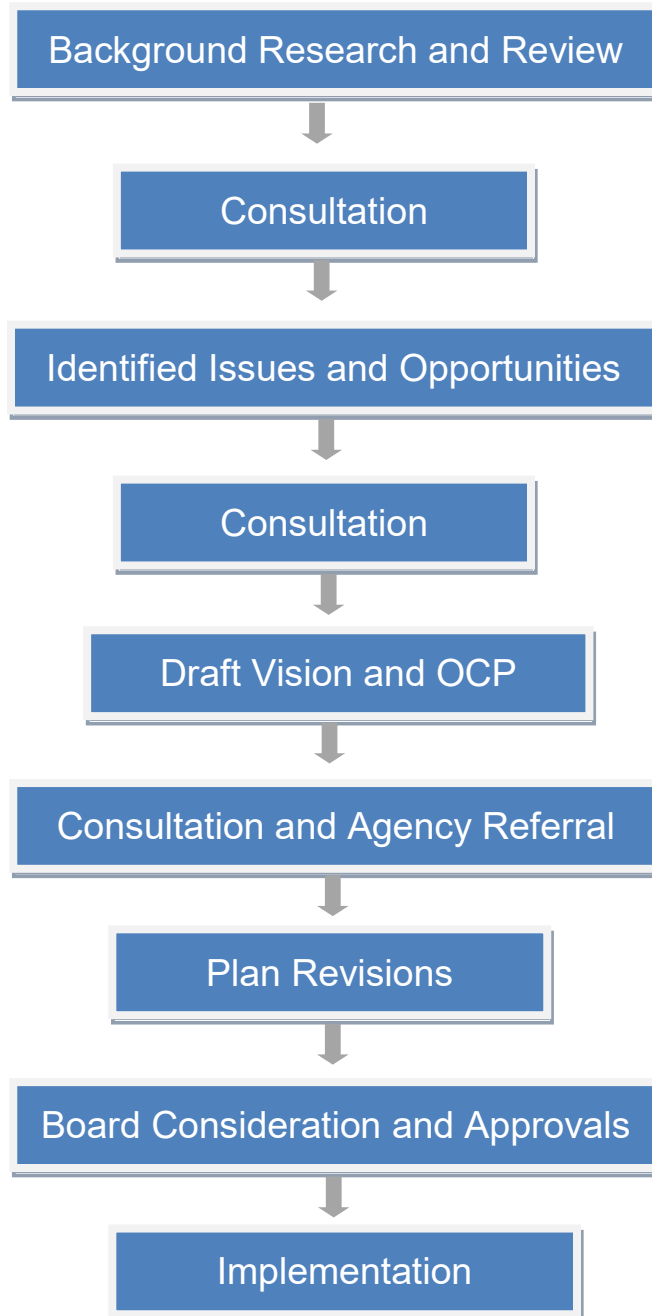 Background Research and Review
Consultation
Identified Issues and Opportunities
Consultation
Draft Vision and OCP
Consultation and Agency Referral
Plan Revisions
Board Consideration and Approvals
Implementation